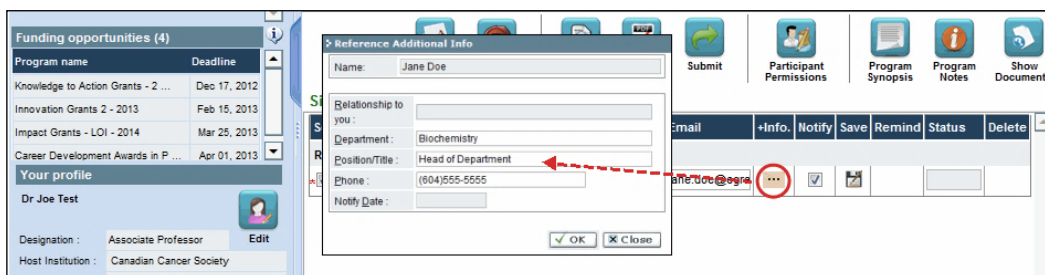 Funding opportunities (4)
Program name Deadline
Knowledge to Action Grants - 2 ... Dec 17, 2012
Innovation Grants 2 - 2013 Feb 15, 2013
Impact Grants - LOI - 2014 Mar 25, 2013
Career Development Awards in P ... Apr 01, 2013
Your profile
Dr Joe Test
Edit
Designation : Associate Professor
Host Institution : Canadian Cancer Society
Reference Additional Info
Name: Jane Doe
Relationship to
you :
Department : Biochemistry
Position/Title : Head of Department
Phone : (604)555-5555
Notify Date :
OK Close
Submit
Participant
Permissions
Program
Synopsis
Program
Notes
Show
Document
Email +Info. Notify Save Remind Status Delete
ane.doe@sgra ...